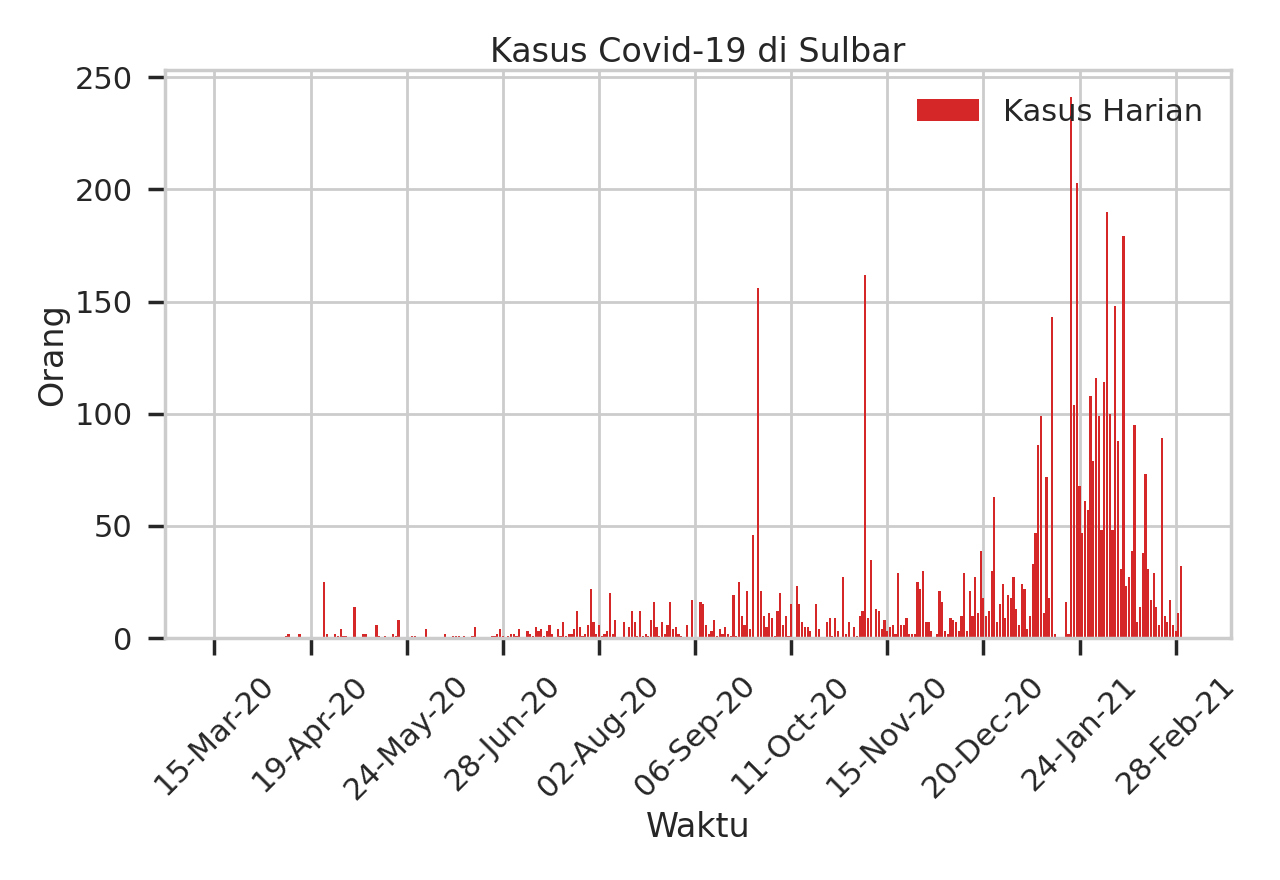 Kasus Covid-19 di Sulbar
Kasus Harian
Orang
250
200
150
100
50
0
15-Mar-20
19-Apr-20
24-May-20
28-Jun-20
02-Aug-20
06-Sep-20
11-Oct-20
15-Nov-20
20-Dec-20
24-Jan-21
28-Feb-21
Waktu